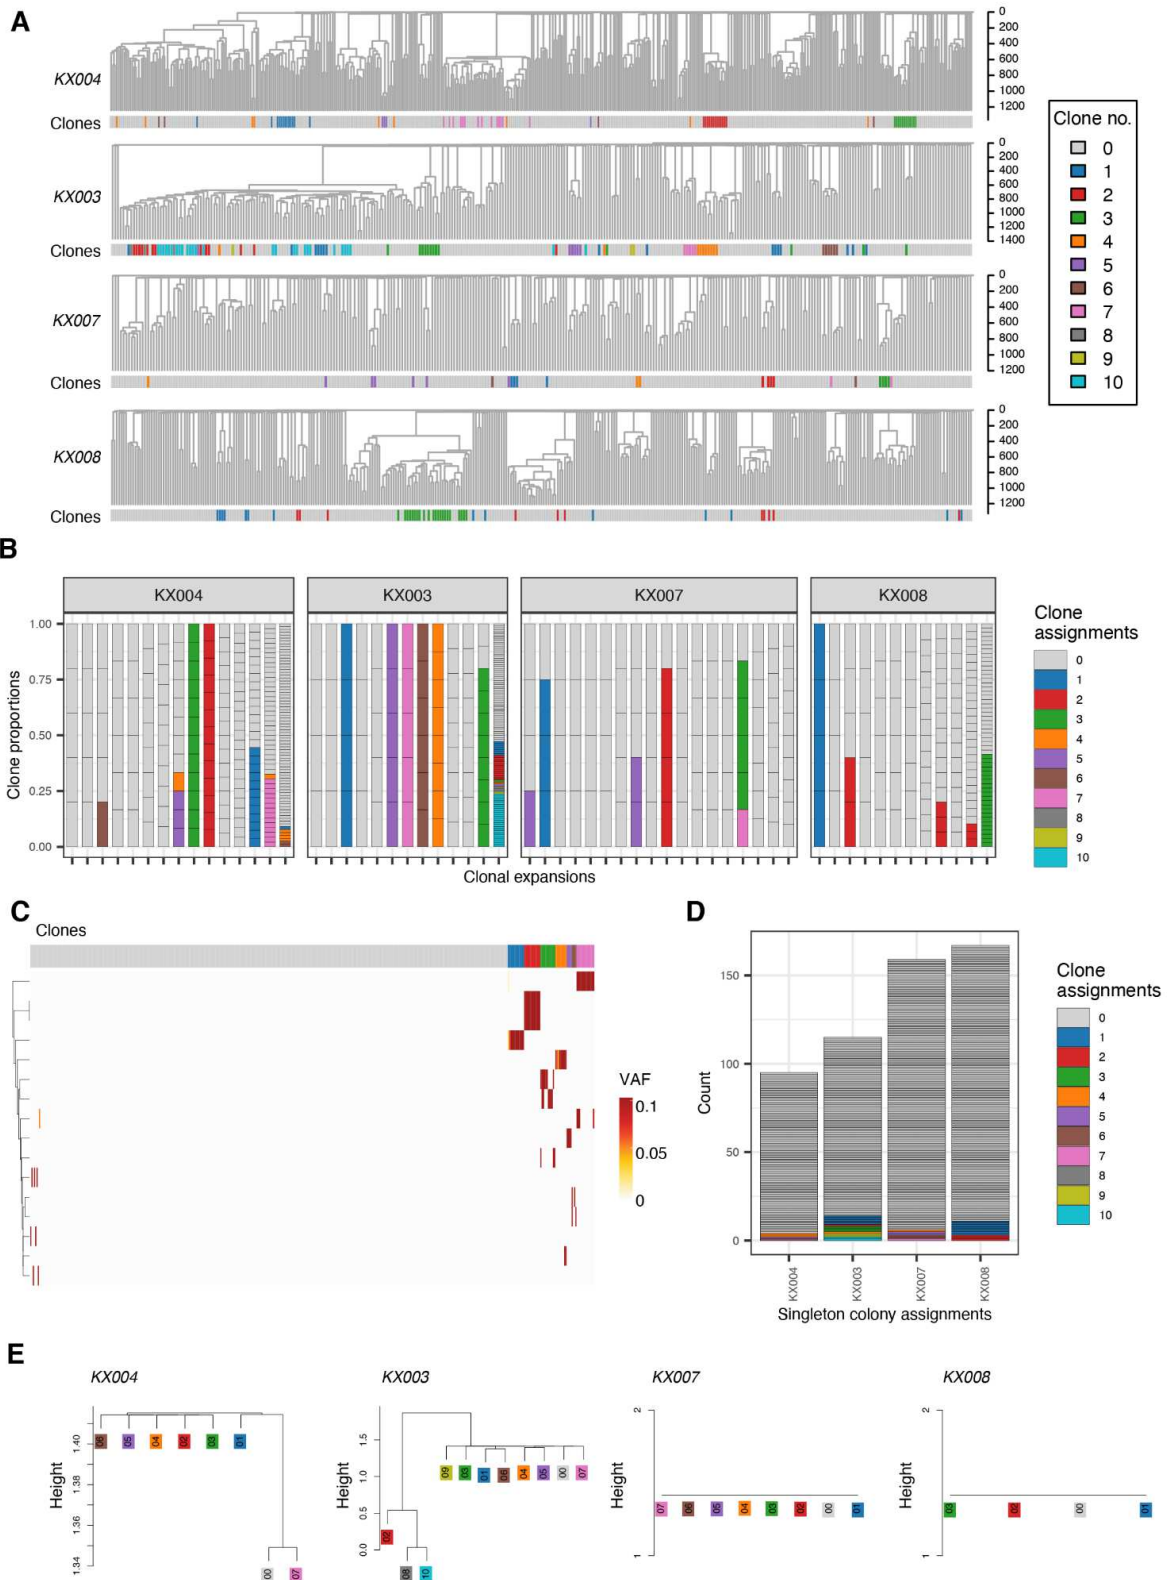 A
KX004
0
200
400
600
800
1000
1200
Clones
KX003
0
200
400
600
800
1000
1200
1400
Clones
KX007
0
200
400
600
800
1000
1200
Clones
KX008
0
200
400
600
800
1000
1200
Clones
Clone no.
0
1
2
3
4
5
6
7
8
9
10
B
KX004
KX003
KX007
KX008
Clone proportions
1.00
0.75
0.50
0.25
0.00
Clonal expansions
Clone
assignments
0
1
2
3
4
5
6
7
8
9
10
C
Clones
VAF
0.1
0.05
0
D
Count
150
100
50
0
KX004
KX003
KX007
KX008
Singleton colony assignments
Clone
assignments
0
1
2
3
4
5
6
7
8
9
10
E
KX004
Height
1.40
1.38
1.36
1.34
06
05
04
02
03
01
00
07
KX003
Height
1.5
1.0
0.5
0.0
02
08
10
09
03
01
06
04
05
00
07
KX007
Height
2
1
07
06
05
04
03
02
00
01
KX008
Height
2
1
03
02
00
01